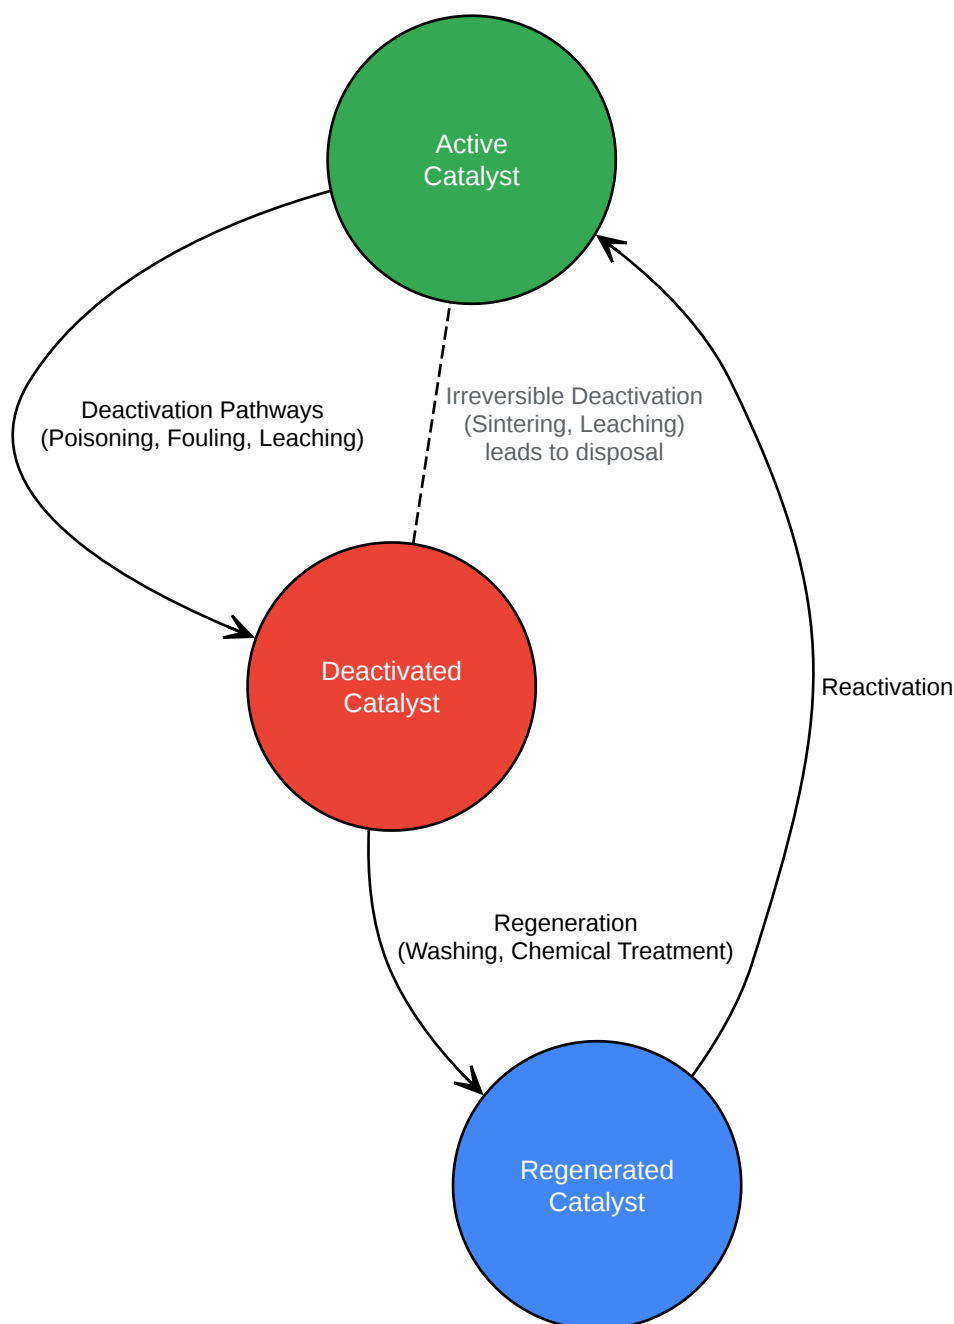 Active
Catalyst
Irreversible Deactivation
(Sintering, Leaching)
leads to disposal
Deactivation Pathways
(Poisoning, Fouling, Leaching)
Deactivated
Catalyst
Reactivation
Regeneration
(Washing, Chemical Treatment)
Regenerated
Catalyst